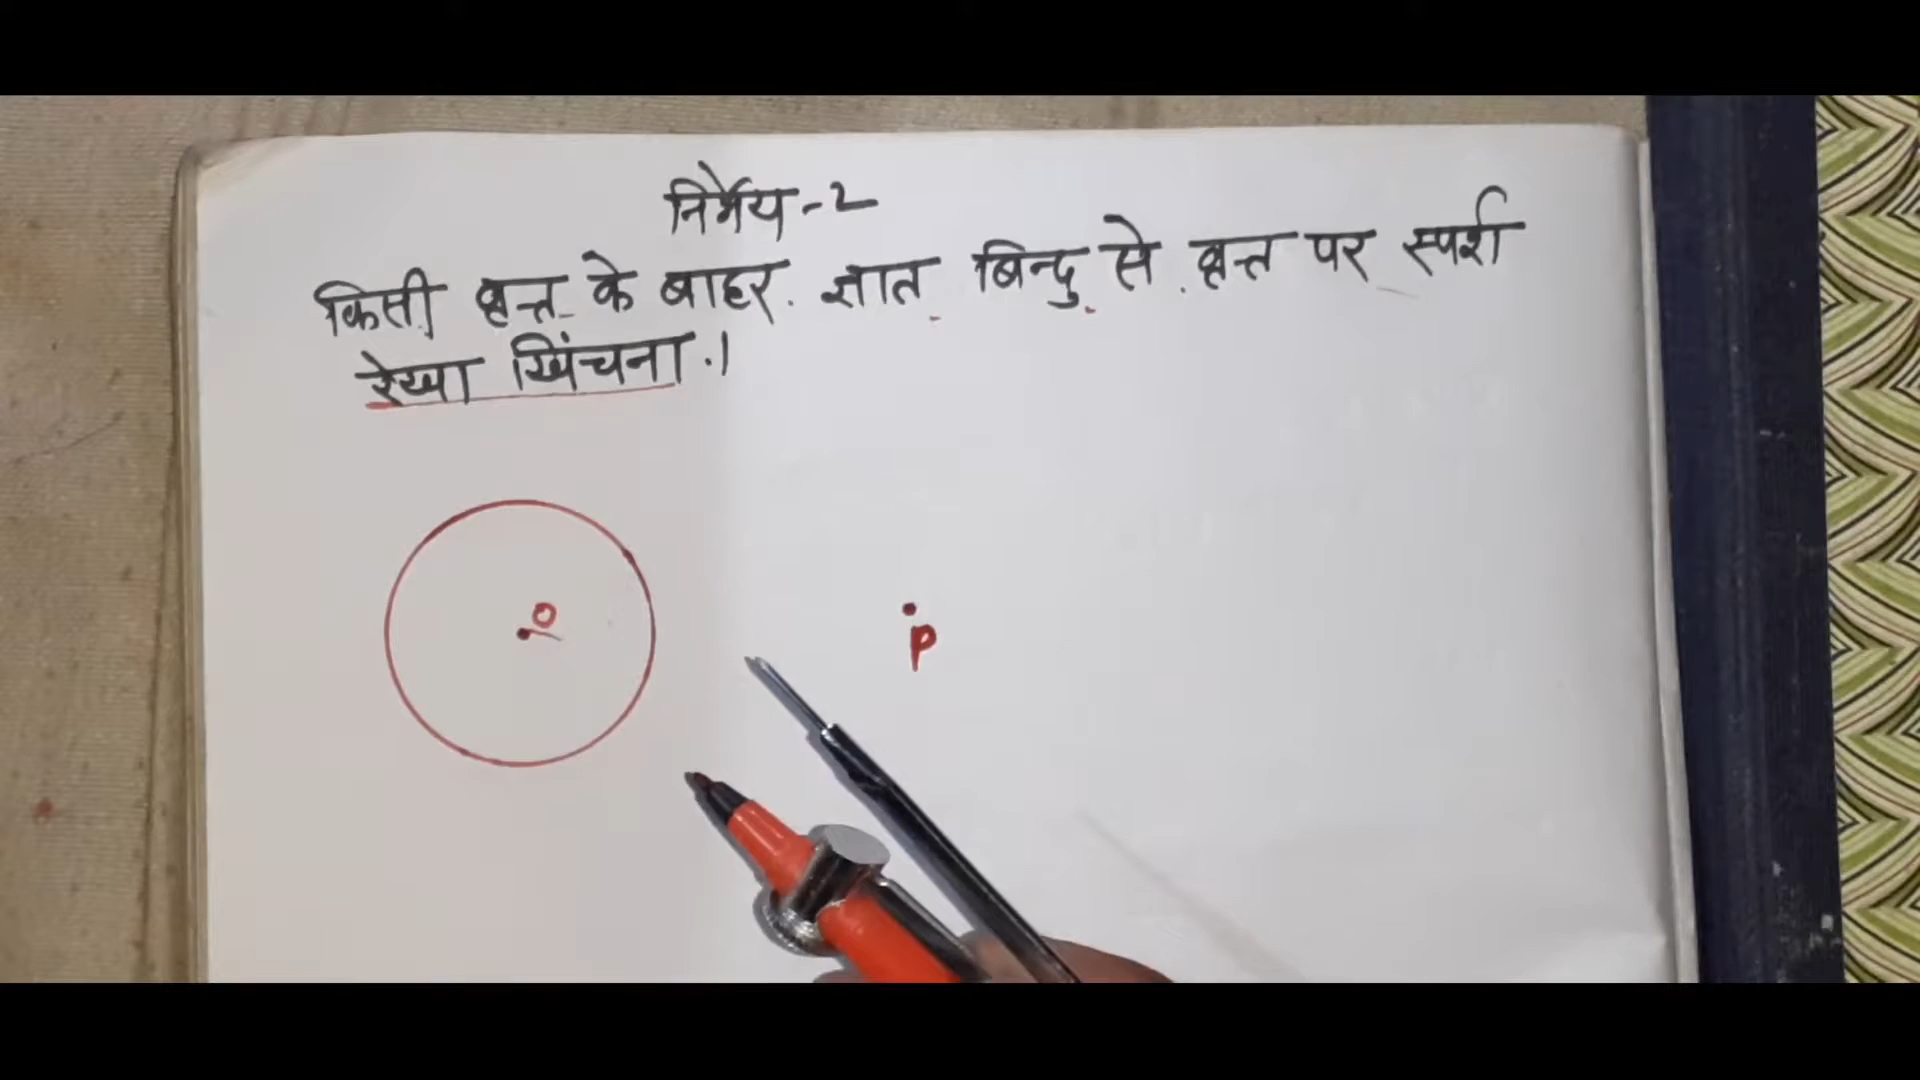 निर्मेय-2
किसी वृत्त के बाहर. ज्ञात बिन्दु से वृत्त पर स्पर्श
रेखा खिंचना.।
O
P